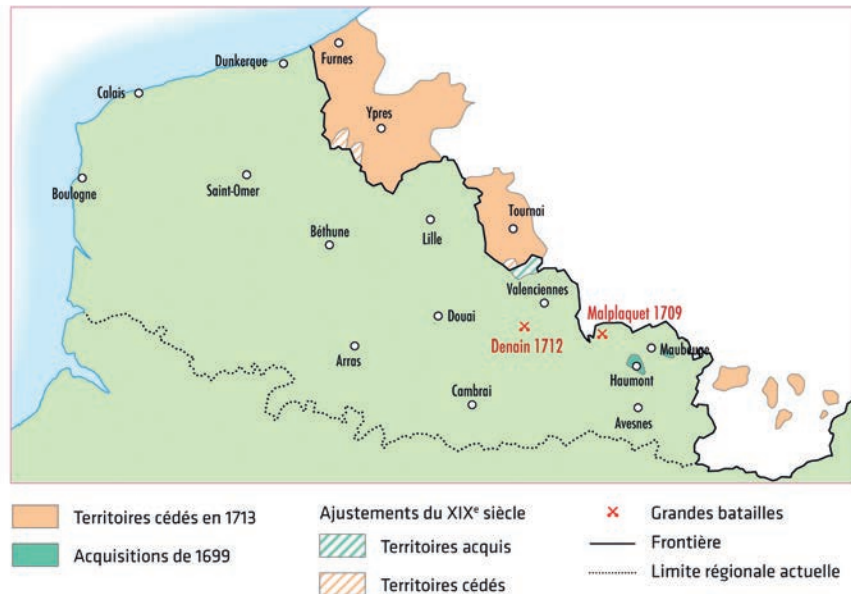 Furnes
Dunkerque
Calais
Ypres
Boulogne
Saint-Omer
Tournai
Lille
Béthune
Valenciennes
Malplaquet 1709
Douai
Denain 1712
Maubeuge
Arras
Haumont
Cambrai
Avesnes
Territoires cédés en 1713
Acquisitions de 1699
Ajustements du XIXe siècle
Territoires acquis
Territoires cédés
Grandes batailles
Frontière
Limite régionale actuelle